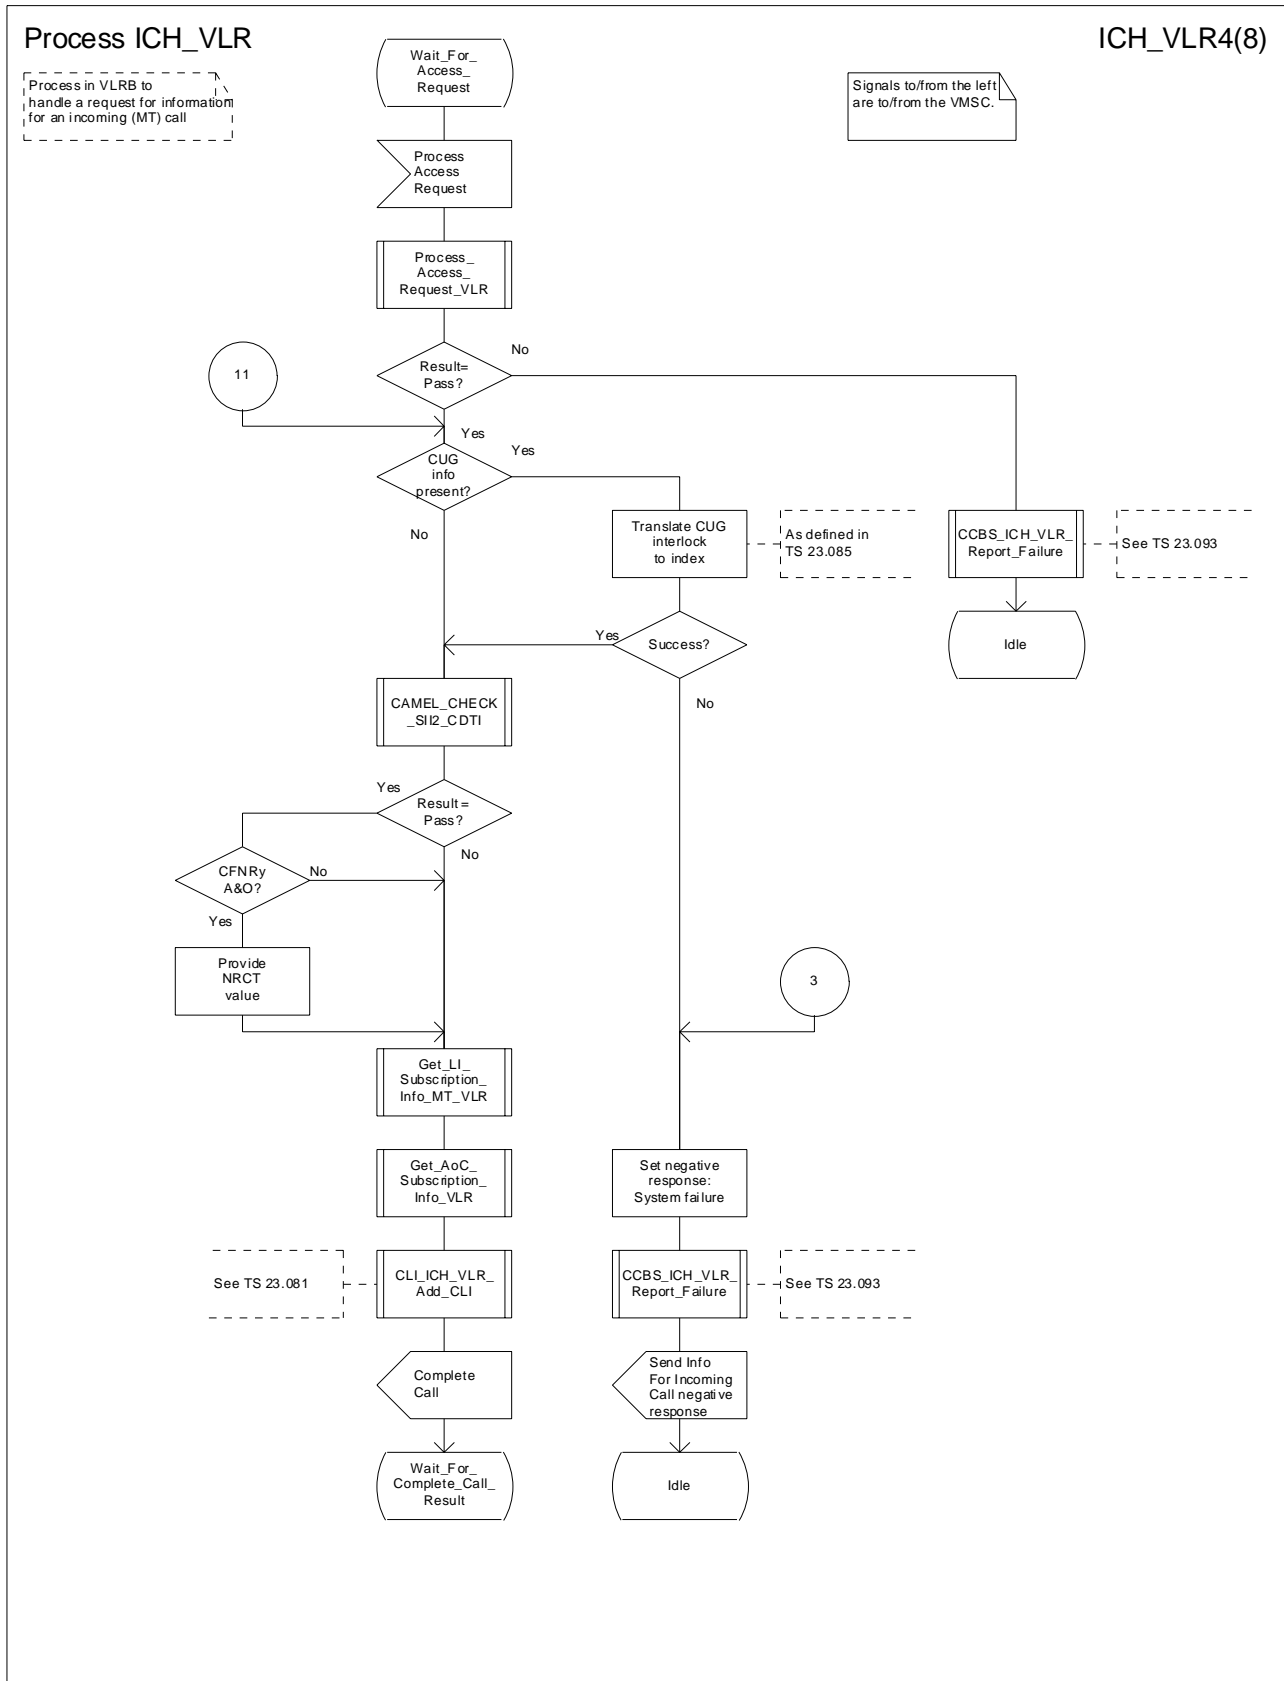 Process ICH_VLR
ICH_VLR4(8)
Process in VLRB to
handle a request for information
for an incoming (MT) call
Wait_For_
Access_
Request
Signals to/from the left
are to/from the VMSC.
Process
Access
Request
Process_
Access_
Request_VLR
Result=
Pass?
No
11
Yes
CUG
info
present?
Yes
No
Translate CUG
interlock
to index
As defined in
TS 23.085
CCBS_ICH_VLR_
Report_Failure
See TS 23.093
Yes
Success?
Idle
No
CAMEL_CHECK
_SII2_CDTI
Yes
Result =
Pass?
No
CFNRy
A&O?
No
Yes
Provide
NRCT
value
3
Get_LI_
Subscription_
Info_MT_VLR
Get_AoC_
Subscription_
Info_VLR
Set negative
response:
System failure
See TS 23.081
CLI_ICH_VLR_
Add_CLI
CCBS_ICH_VLR_
Report_Failure
See TS 23.093
Complete
Call
Send Info
For Incoming
Call negative
response
Wait_For_
Complete_Call_
Result
Idle